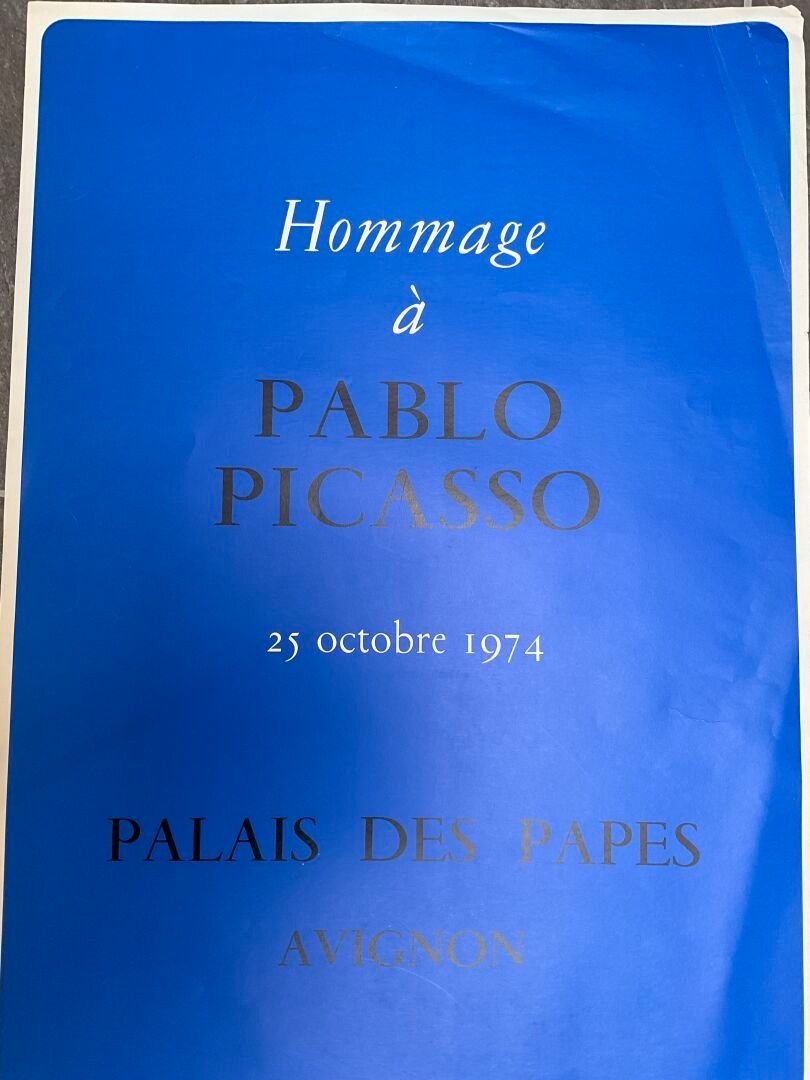 Hommage
à
PABLO
PICASSO
25 octobre 1974
PALAIS DES PAPES
AVIGNON